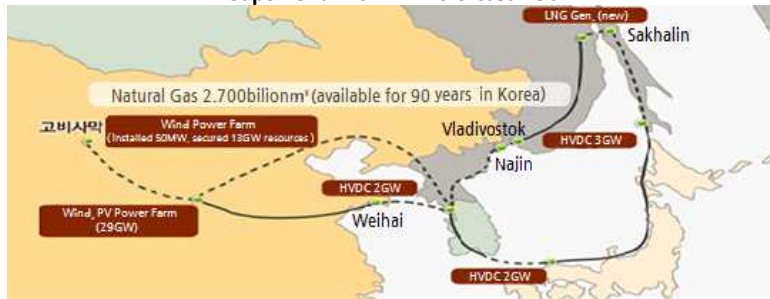 LNG Gen. (new)
Sakhalin
Natural Gas 2.700bilionm³(available for 90 years in Korea)
고비사막
Wind Power Farm
(Installed 50MW, secured 13GW resources)
Vladivostok
HVDC 3GW
Najin
HVDC 2GW
Weihai
Wind, PV Power Farm
(29GW)
HVDC 2GW